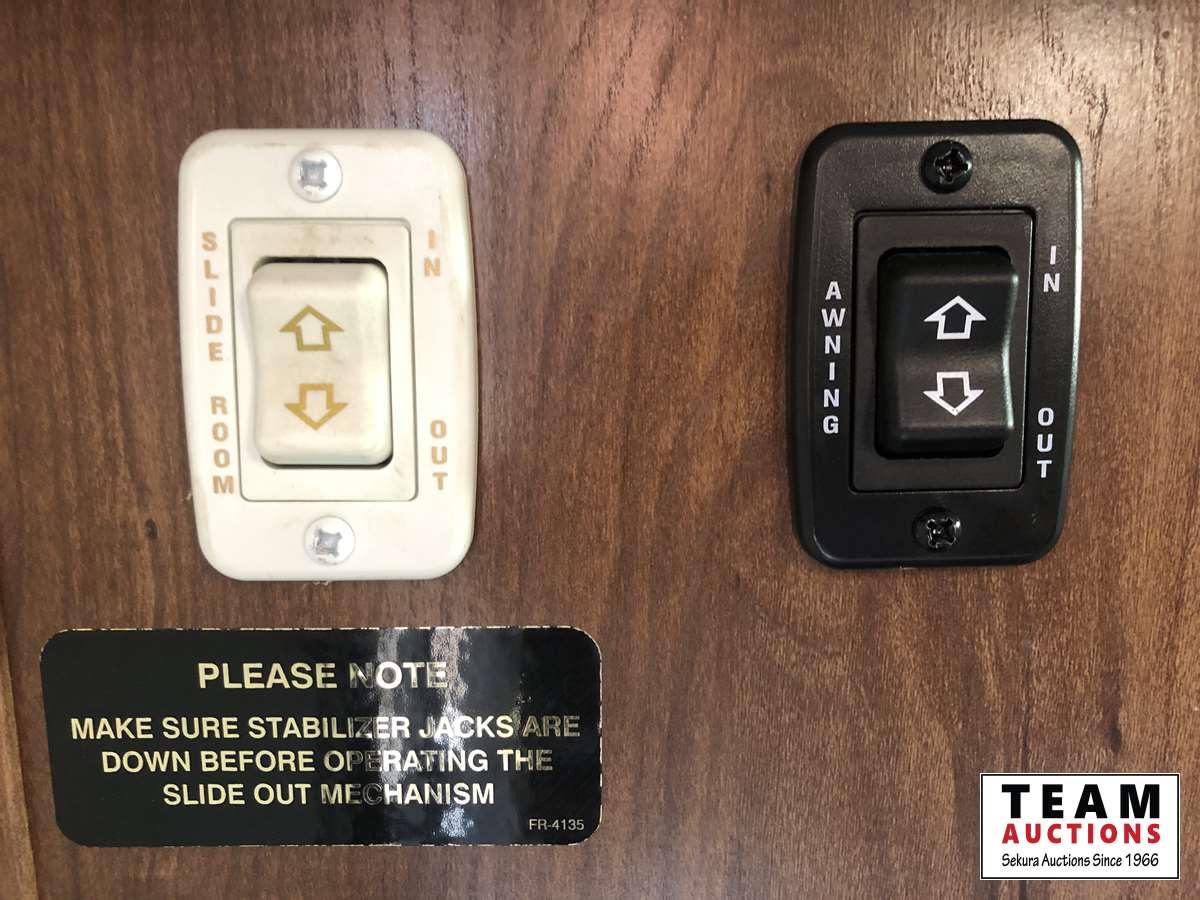 SLIDE ROOM
IN
OUT
AWNING
IN
OUT
PLEASE NOTE
MAKE SURE STABILIZER JACKS ARE
DOWN BEFORE OPERATING THE
SLIDE OUT MECHANISM
FR-4135
TEAM
AUCTIONS
Sekura Auctions Since 1966